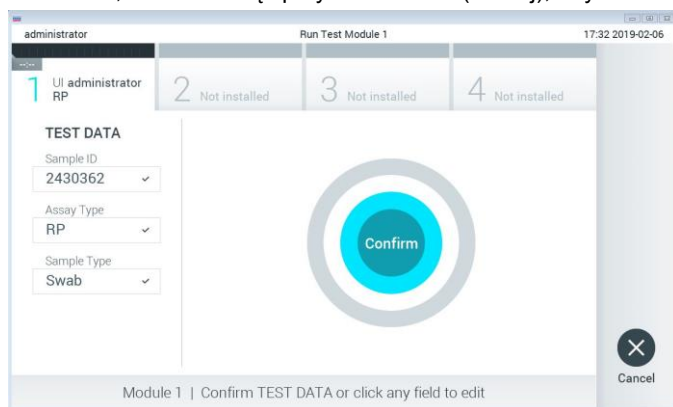 administrator Run Test Module 1 17:32 2019-02-06
--:--
1 UI administrator
RP
2 Not installed
3 Not installed
4 Not installed
TEST DATA
Sample ID
2430362
Assay Type
RP
Sample Type
Swab
Confirm
Cancel
Module 1 | Confirm TEST DATA or click any field to edit